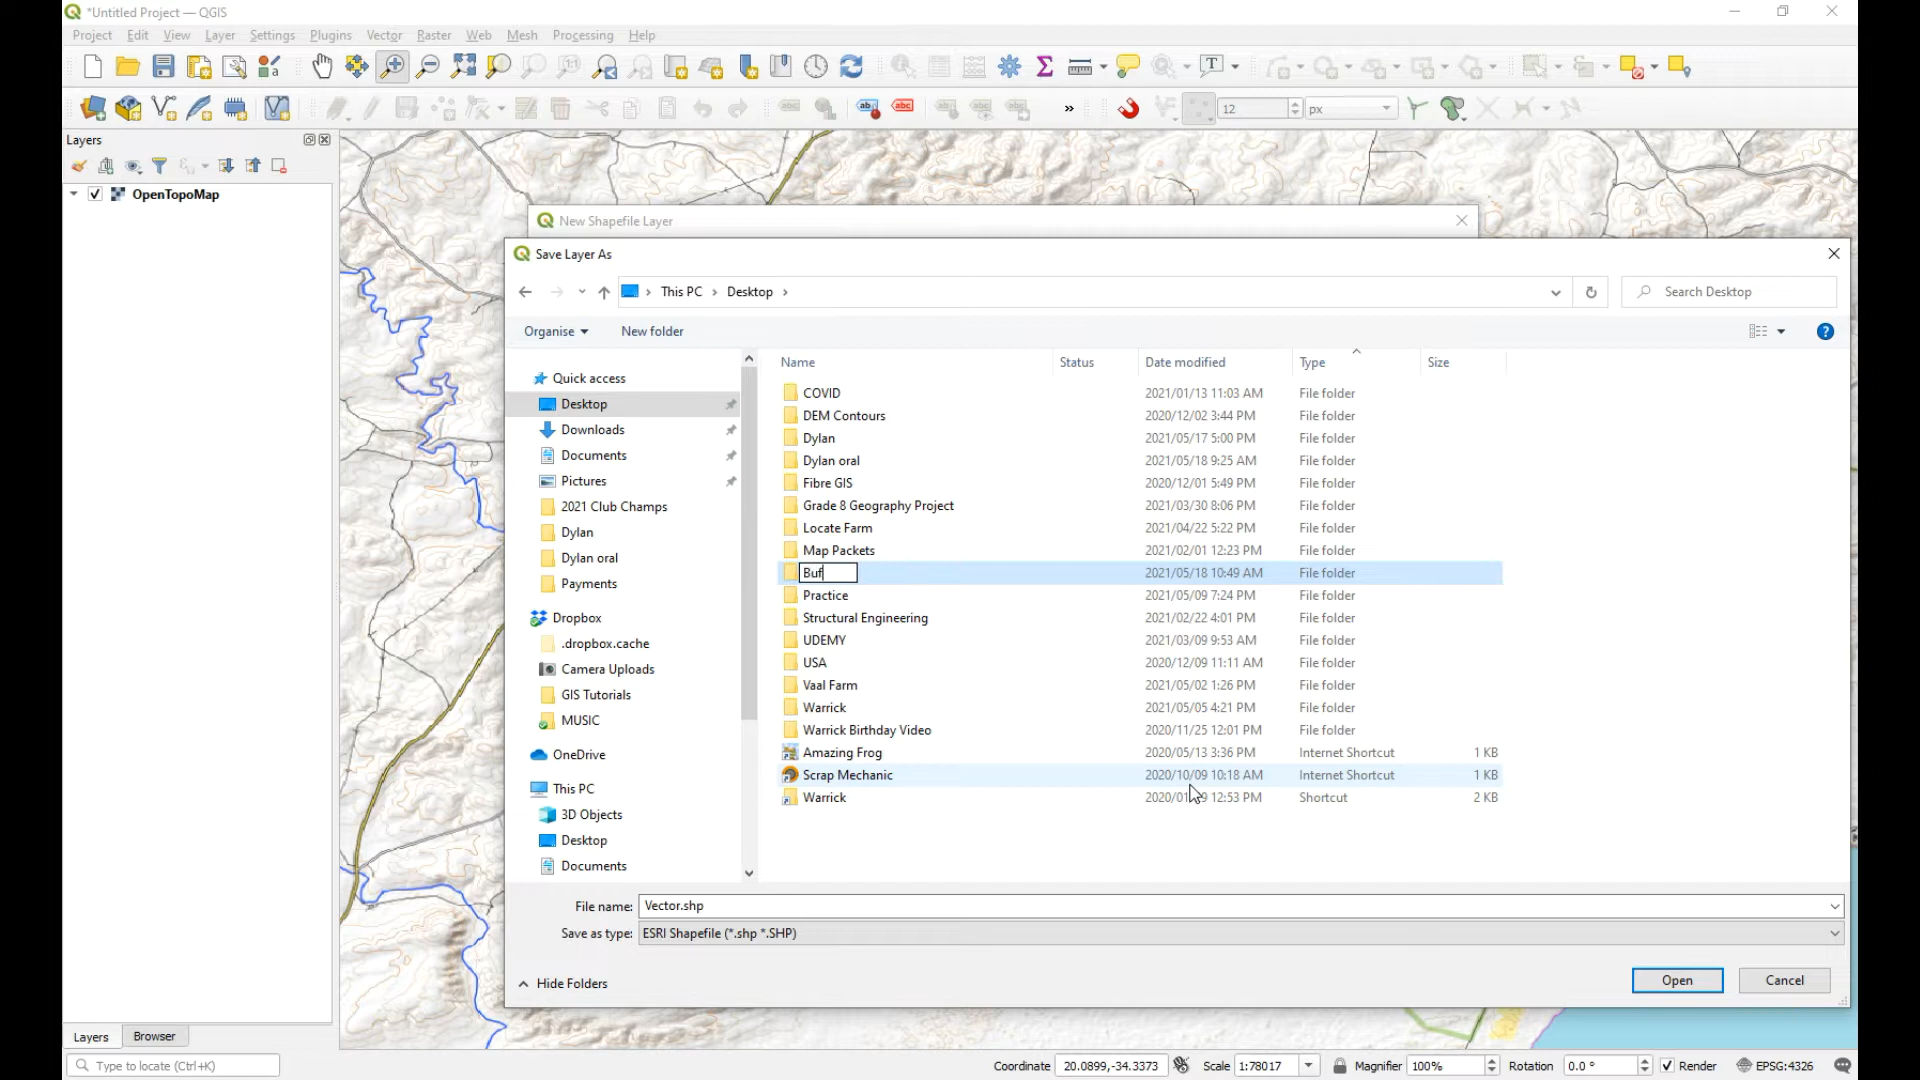 *Untitled Project — QGIS
Project Edit View Layer Settings Plugins Vector Raster Web Mesh Processing Help
12 px
Layers
OpenTopoMap
New Shapefile Layer
Save Layer As
This PC Desktop
Search Desktop
Organise New folder
Name Status Date modified Type Size
Quick access
Desktop
Downloads
Documents
Pictures
2021 Club Champs
Dylan
Dylan oral
Payments
Dropbox
.dropbox.cache
Camera Uploads
GIS Tutorials
MUSIC
OneDrive
This PC
3D Objects
Desktop
Documents
COVID 2021/01/13 11:03 AM File folder
DEM Contours 2020/12/02 3:44 PM File folder
Dylan 2021/05/17 5:00 PM File folder
Dylan oral 2021/05/18 9:25 AM File folder
Fibre GIS 2020/12/01 5:49 PM File folder
Grade 8 Geography Project 2021/03/30 8:06 PM File folder
Locate Farm 2021/04/22 5:22 PM File folder
Map Packets 2021/02/01 12:23 PM File folder
Buf 2021/05/18 10:49 AM File folder
Practice 2021/05/09 7:24 PM File folder
Structural Engineering 2021/02/22 4:01 PM File folder
UDEMY 2021/03/09 9:53 AM File folder
USA 2020/12/09 11:11 AM File folder
Vaal Farm 2021/05/02 1:26 PM File folder
Warrick 2021/05/05 4:21 PM File folder
Warrick Birthday Video 2020/11/25 12:01 PM File folder
Amazing Frog 2020/05/13 3:36 PM Internet Shortcut 1 KB
Scrap Mechanic 2020/10/09 10:18 AM Internet Shortcut 1 KB
Warrick 12:53 PM Shortcut 2 KB
File name: Vector.shp
Save as type: ESRI Shapefile (*.shp *.SHP)
Hide Folders
Open Cancel
Layers Browser
Type to locate (Ctrl+K)
Coordinate 20.0899,-34.3373 Scale 1:78017 Magnifier 100% Rotation 0.0 ° Render EPSG:4326